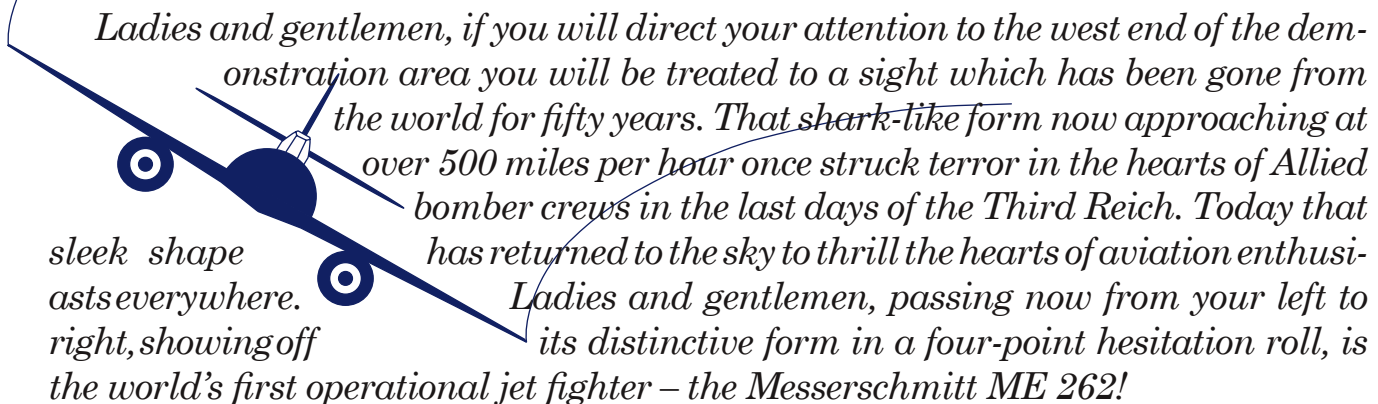 Ladies and gentlemen, if you will direct your attention to the west end of the dem-
onstration area you will be treated to a sight which has been gone from
the world for fifty years. That shark-like form now approaching at
over 500 miles per hour once struck terror in the hearts of Allied
bomber crews in the last days of the Third Reich. Today that
sleek shape has returned to the sky to thrill the hearts of aviation enthusi-
asts everywhere. Ladies and gentlemen, passing now from your left to
right, showing off its distinctive form in a four-point hesitation roll, is
the world’s first operational jet fighter – the Messerschmitt ME 262!